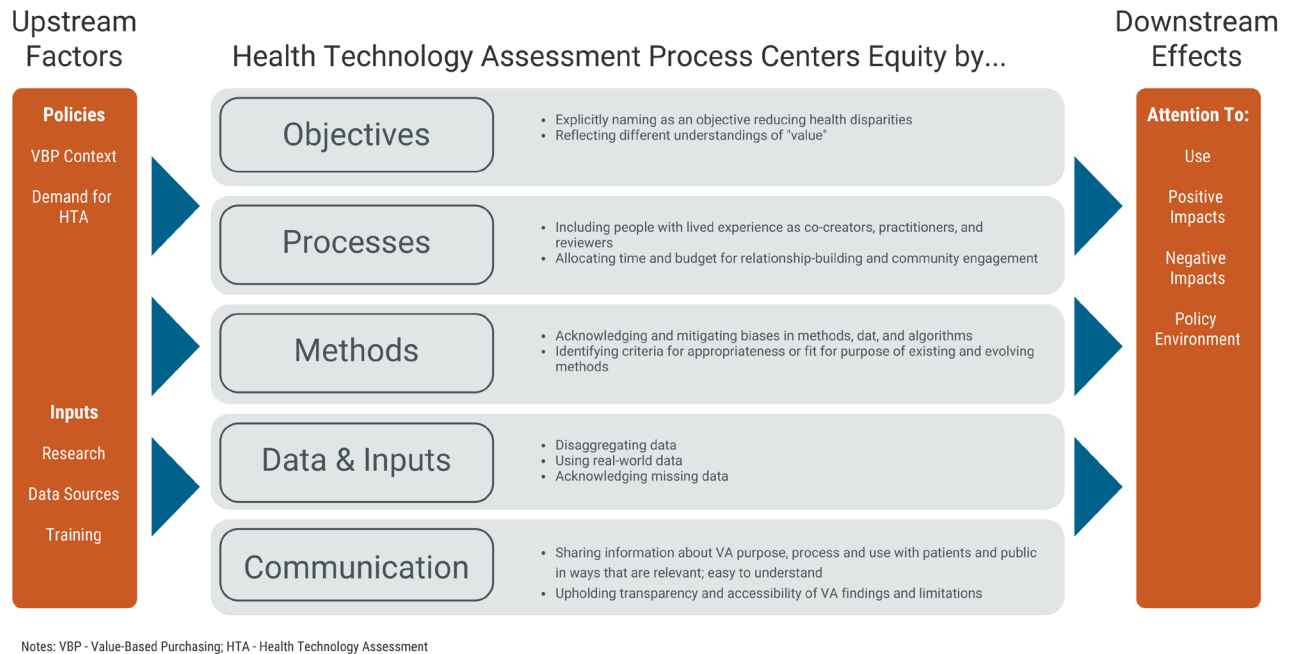 Upstream
Factors
Health Technology Assessment Process Centers Equity by...
Downstream
Effects
Policies
VBP Context
Demand for
HTA
Inputs
Research
Data Sources
Training
Objectives
• Explicitly naming as an objective reducing health disparities
• Reflecting different understandings of "value"
Processes
• Including people with lived experience as co-creators, practitioners, and
reviewers
• Allocating time and budget for relationship-building and community engagement
Methods
• Acknowledging and mitigating biases in methods, dat, and algorithms
• Identifying criteria for appropriateness or fit for purpose of existing and evolving
methods
Data & Inputs
• Disaggregating data
• Using real-world data
• Acknowledging missing data
Communication
• Sharing information about VA purpose, process and use with patients and public
in ways that are relevant; easy to understand
• Upholding transparency and accessibility of VA findings and limitations
Attention To:
Use
Positive
Impacts
Negative
Impacts
Policy
Environment
Notes: VBP - Value-Based Purchasing; HTA - Health Technology Assessment